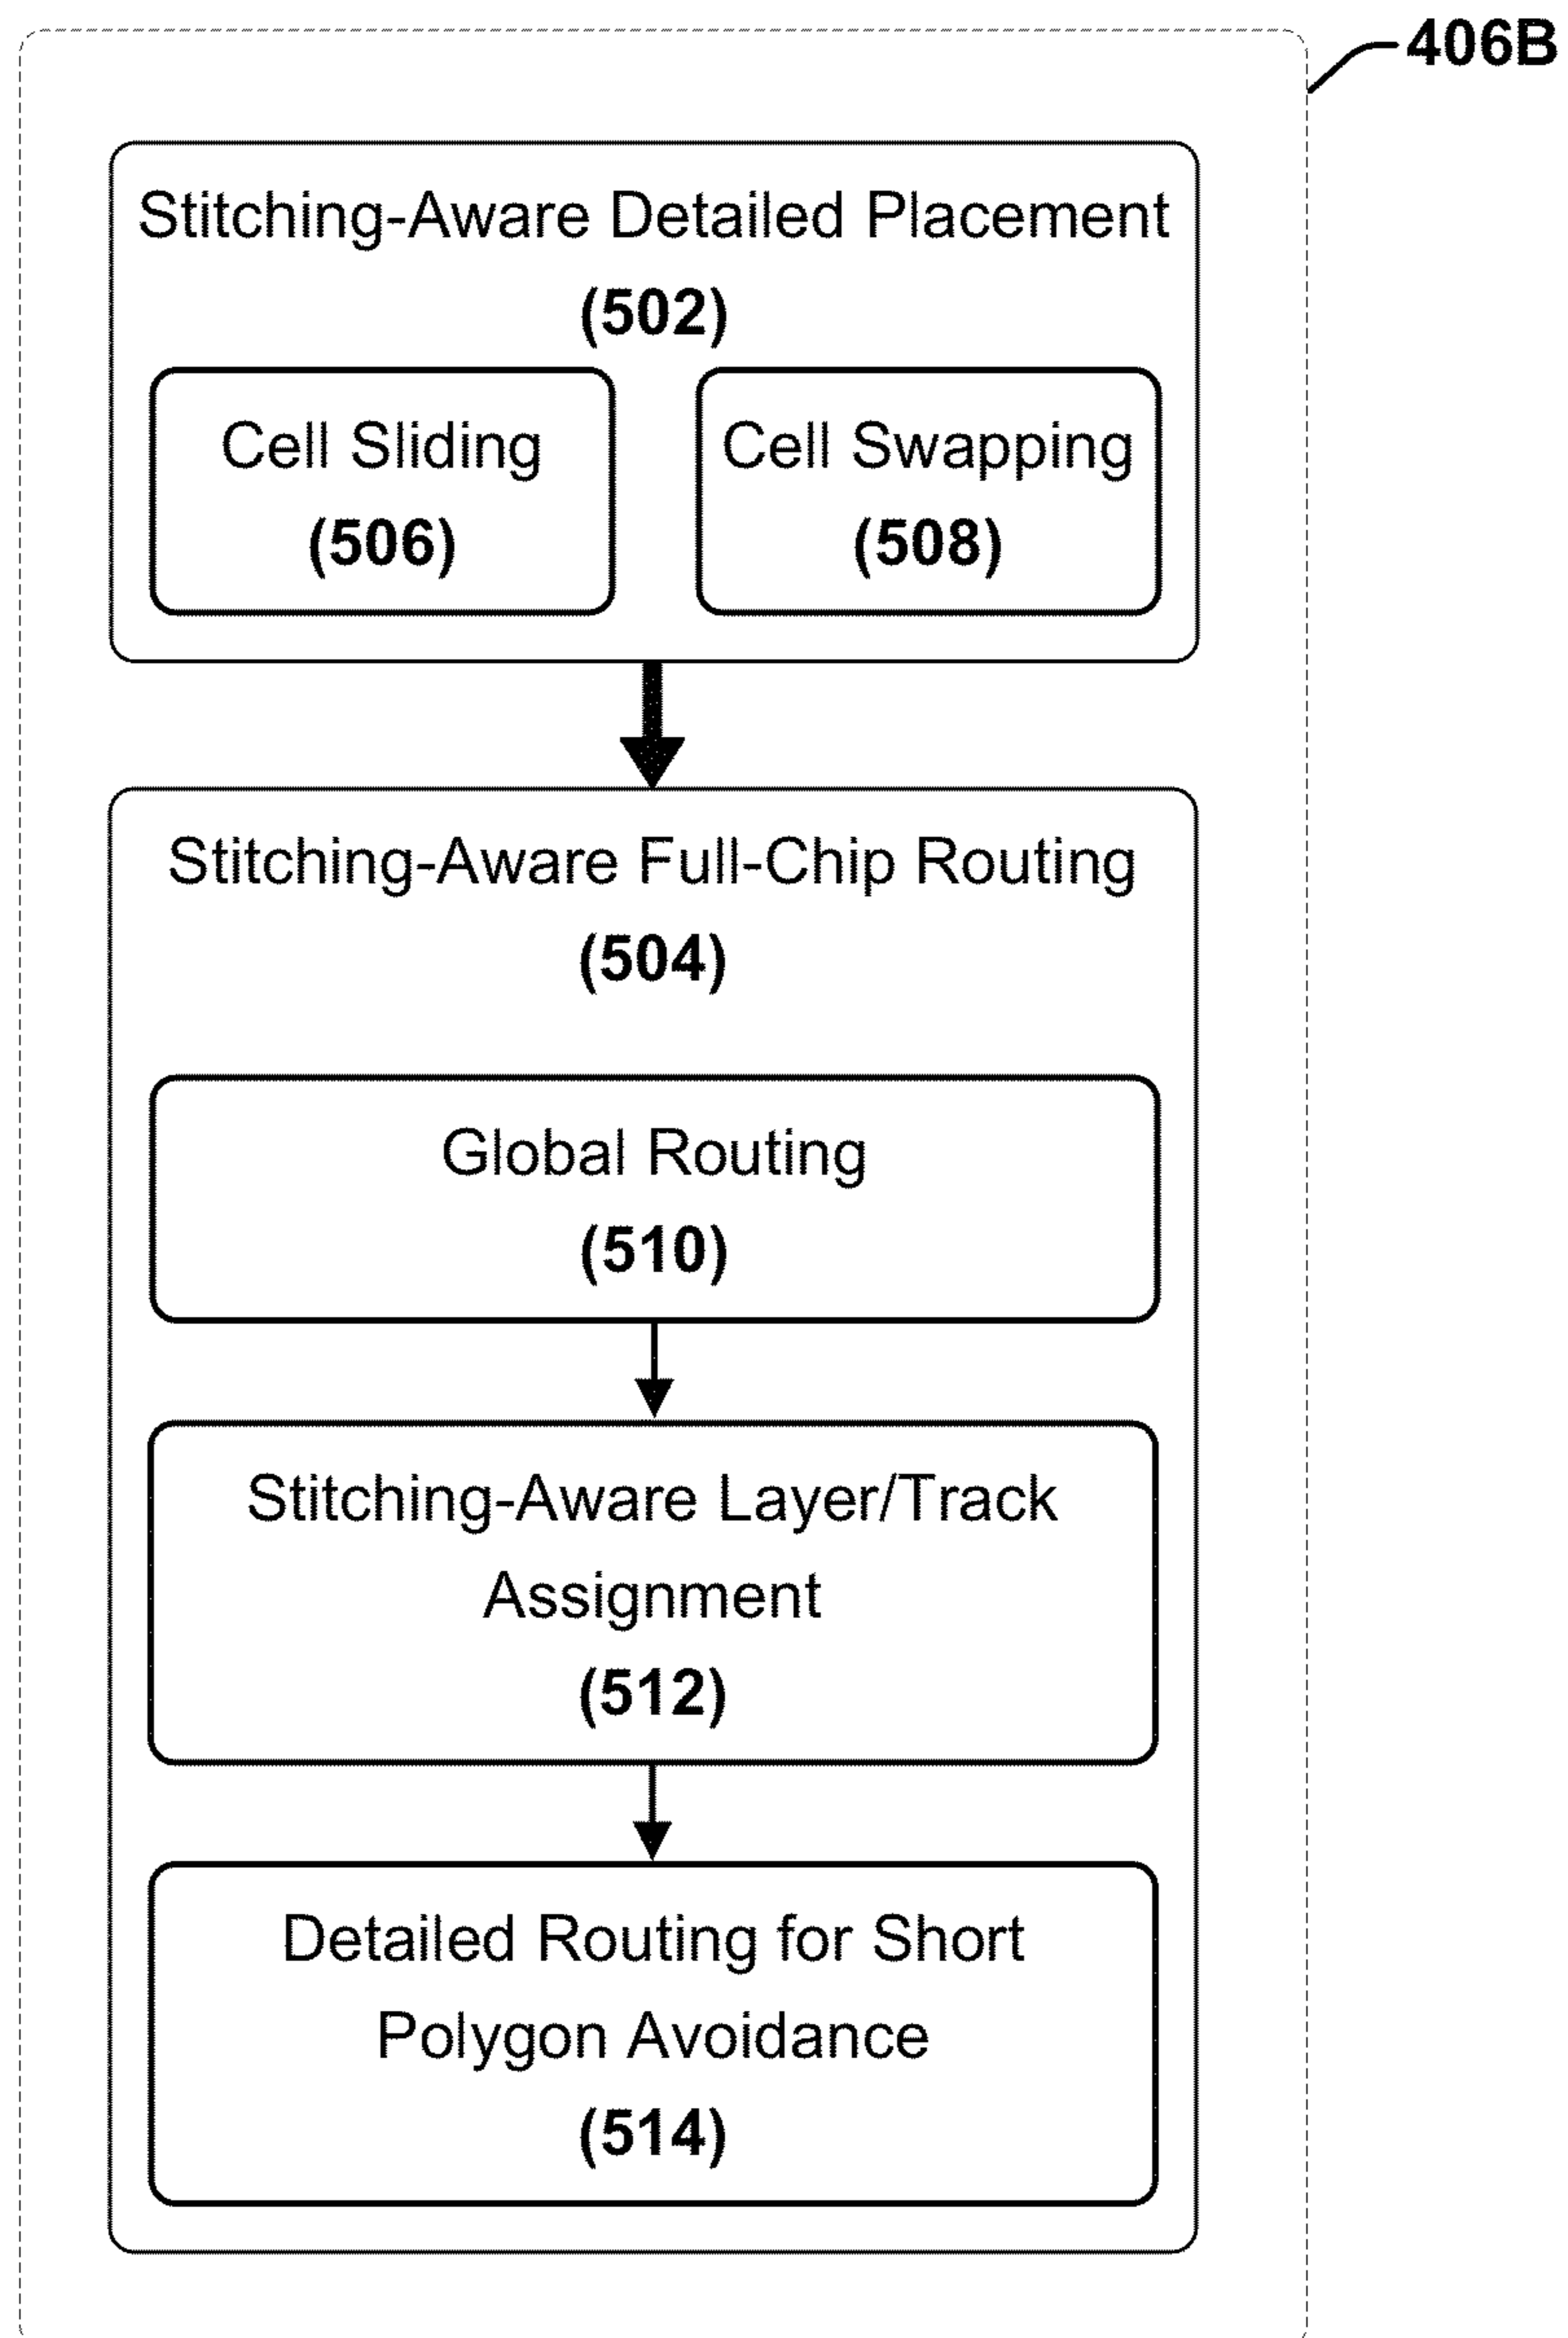 406B
Stitching-Aware Detailed Placement
(502)
Cell Sliding
(506)
Cell Swapping
(508)
Stitching-Aware Full-Chip Routing
(504)
Global Routing
(510)
Stitching-Aware Layer/Track
Assignment
(512)
Detailed Routing for Short
Polygon Avoidance
(514)